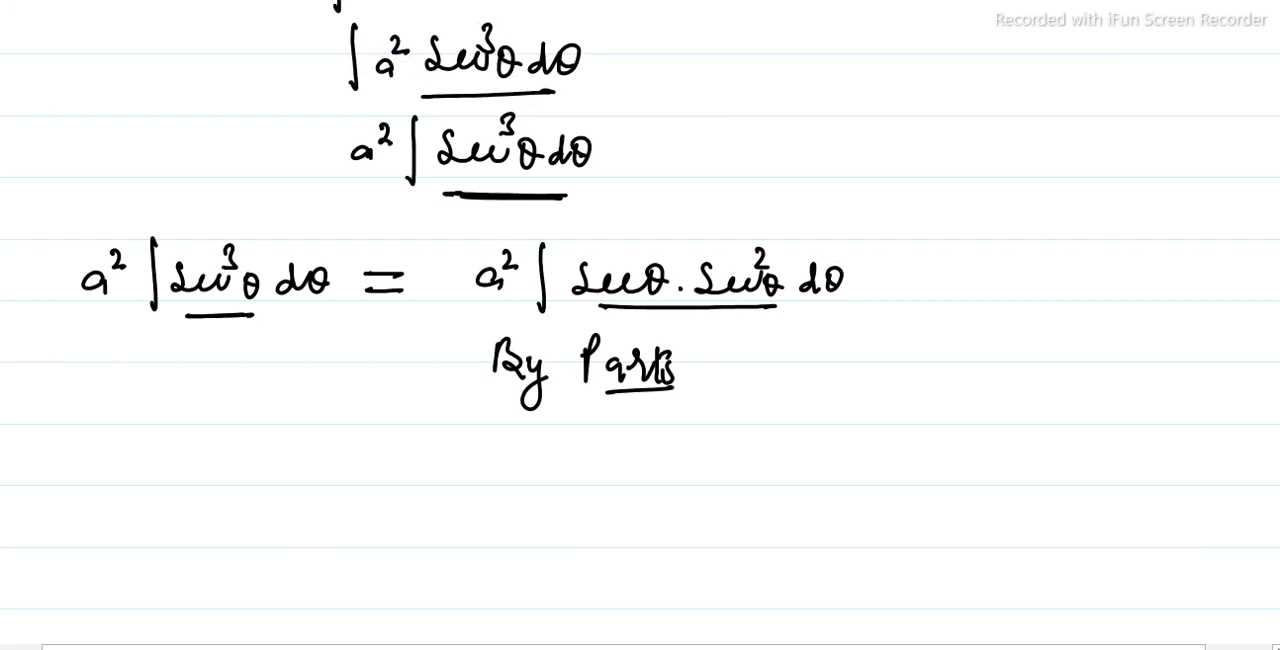 Recorded with iFun Screen Recorder
∫ a² Sec³θ dθ
a² ∫ Sec³θ dθ
a² ∫ Sec³θ dθ = a² ∫ Secθ . Sec²θ dθ
By Parts